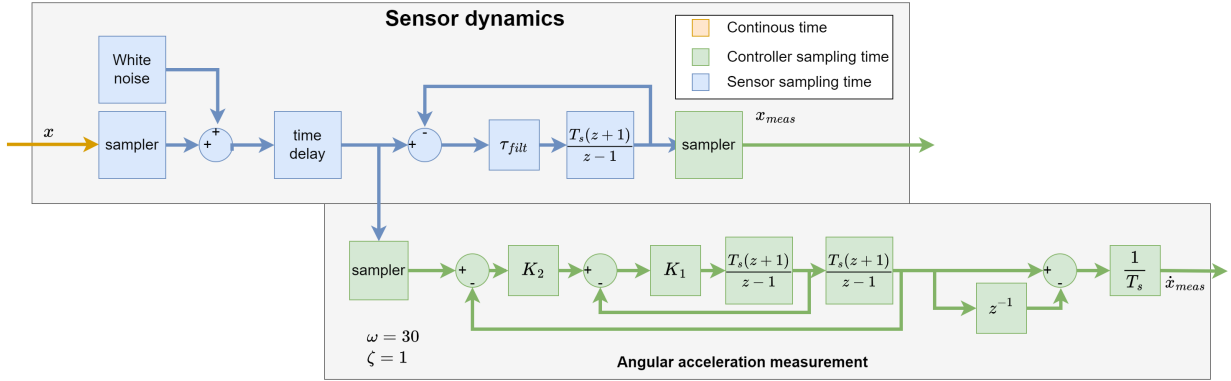 Sensor dynamics
Continous time
Controller sampling time
Sensor sampling time
White
noise
x
sampler
+
+
time
delay
+
-
τ_filt
T_s(z+1)
z−1
sampler
x_meas
sampler
+
-
K_2
+
-
K_1
T_s(z+1)
z−1
T_s(z+1)
z−1
+
-
z^−1
1
T_s
ẋ_meas
ω = 30
ζ = 1
Angular acceleration measurement